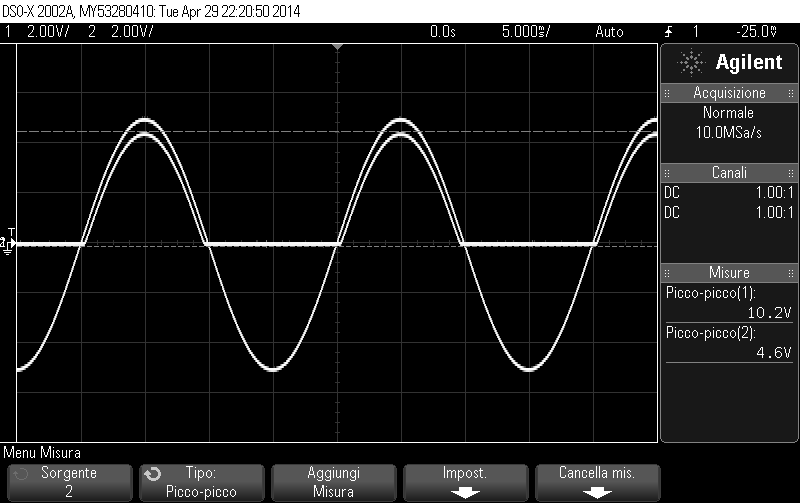 DSO-X 2002A, MY53280410: Tue Apr 29 22:20:50 2014
1 2.00V/ 2 2.00V/ 0.0s 5.000ms/ Auto 1 -25.0V
Agilent
Acquisizione
Normale
10.0MSa/s
Canali
DC 1.00:1
DC 1.00:1
Misure
Picco-picco(1):
10.2V
Picco-picco(2):
4.6V
T
2
Menu Misura
Sorgente
2
Tipo:
Picco-picco
Aggiungi
Misura
Impost.
Cancella mis.